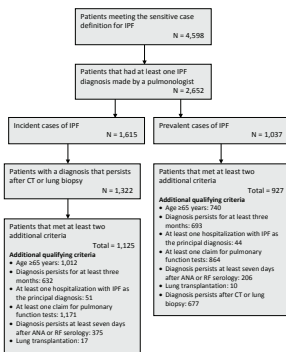 Patients meeting the sensitive case
definition for IPF
N = 4,598
Patients that had at least one IPF
diagnosis made by a pulmonologist
N = 2,652
Incident cases of IPF
N = 1,615
Prevalent cases of IPF
N = 1,037
Patients with a diagnosis that persists
after CT or lung biopsy
N = 1,322
Patients that met at least two
additional criteria
Total = 1,125
Additional qualifying criteria
• Age ≥65 years: 1,012
• Diagnosis persists for at least three
months: 632
• At least one hospitalization with IPF as
the principal diagnosis: 51
• At least one claim for pulmonary
function tests: 1,171
• Diagnosis persists at least seven days
after ANA or RF serology: 375
• Lung transplantation: 17
Patients that met at least two
additional criteria
Total = 927
Additional qualifying criteria
• Age ≥65 years: 740
• Diagnosis persists for at least three
months: 693
• At least one hospitalization with IPF as
the principal diagnosis: 44
• At least one claim for pulmonary
function tests: 864
• Diagnosis persists at least seven days
after ANA or RF serology: 206
• Lung transplantation: 10
• Diagnosis persists after CT or lung
biopsy: 677